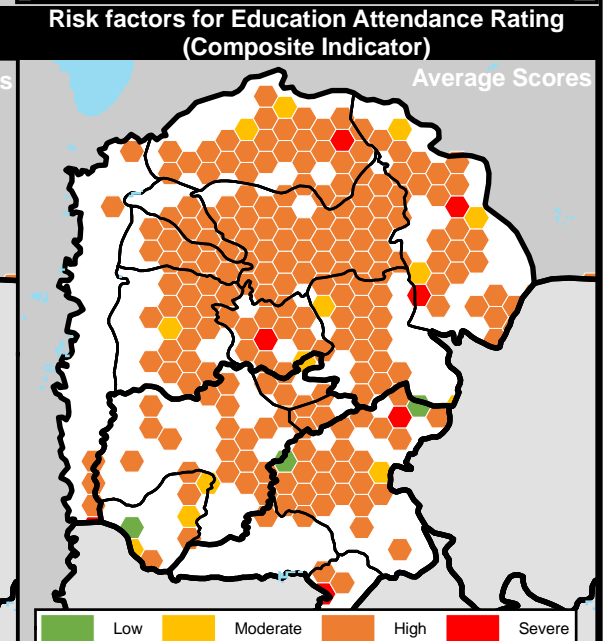 Risk factors for Education Attendance Rating
(Composite Indicator)
s
Average Scores
Low Moderate High Severe